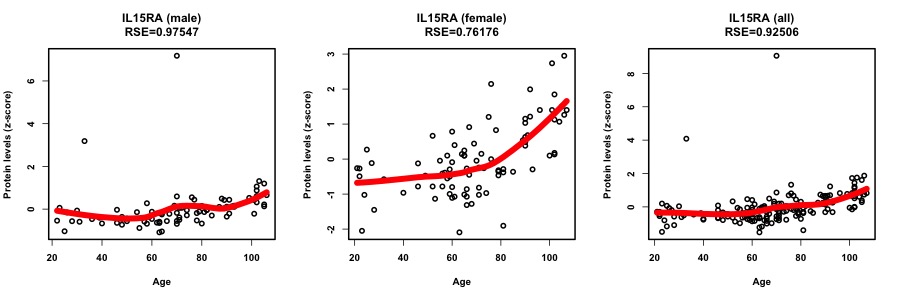 IL15RA (male)
RSE=0.97547
Protein levels (z-score)
6
4
2
0
20 40 60 80 100
Age
IL15RA (female)
RSE=0.76176
Protein levels (z-score)
3
2
1
0
-1
-2
20 40 60 80 100
Age
IL15RA (all)
RSE=0.92506
Protein levels (z-score)
8
6
4
2
0
20 40 60 80 100
Age